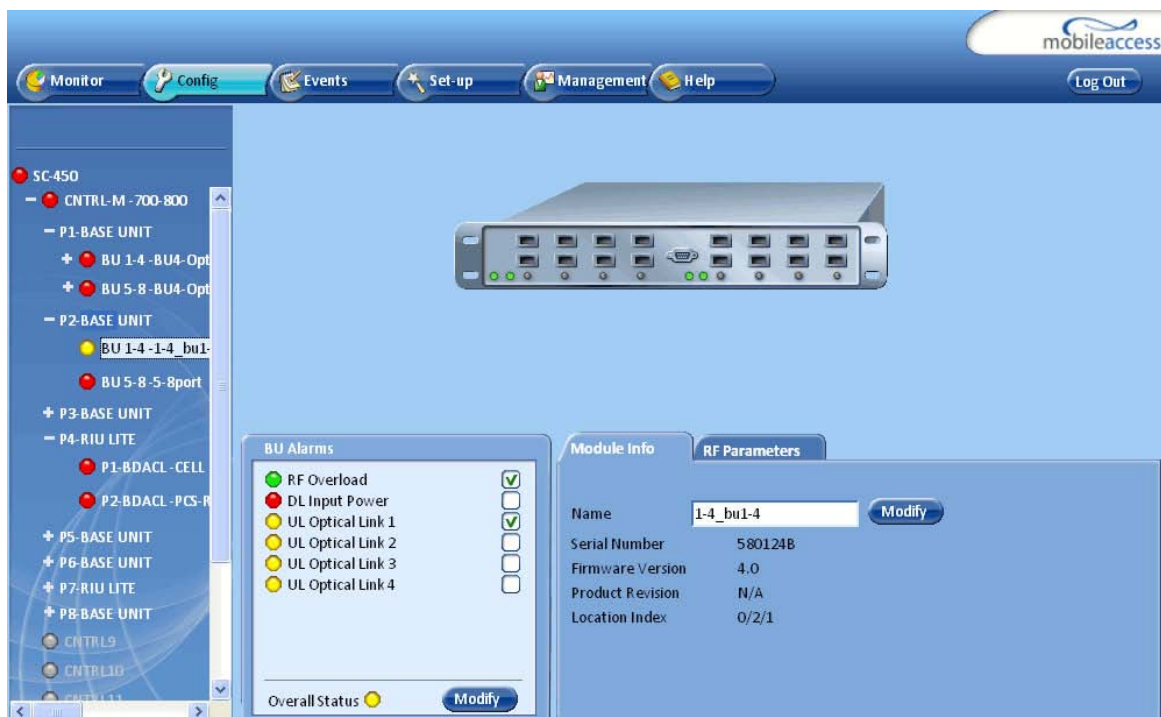 mobileaccess
Monitor
Config
Events
Set-up
Management
Help
Log Out
SC-450
CNTRL-M -700-800
P1-BASE UNIT
BU 1-4 -BU4-Opt
BU 5-8 -BU4-Opt
P2-BASE UNIT
BU 1-4 -1-4_bu1-
BU 5-8 -5-8port
P3-BASE UNIT
P4-RIU LITE
P1-BDACL -CELL
P2-BDACL -PCS-R
P5-BASE UNIT
P6-BASE UNIT
P7-RIU LITE
P8-BASE UNIT
CNTRL9
CNTRL10
CNTRL11
BU Alarms
RF Overload
DL Input Power
UL Optical Link 1
UL Optical Link 2
UL Optical Link 3
UL Optical Link 4
Overall Status
Modify
Module Info
RF Parameters
Name 1-4_bu1-4 Modify
Serial Number 580124B
Firmware Version 4.0
Product Revision N/A
Location Index 0/2/1